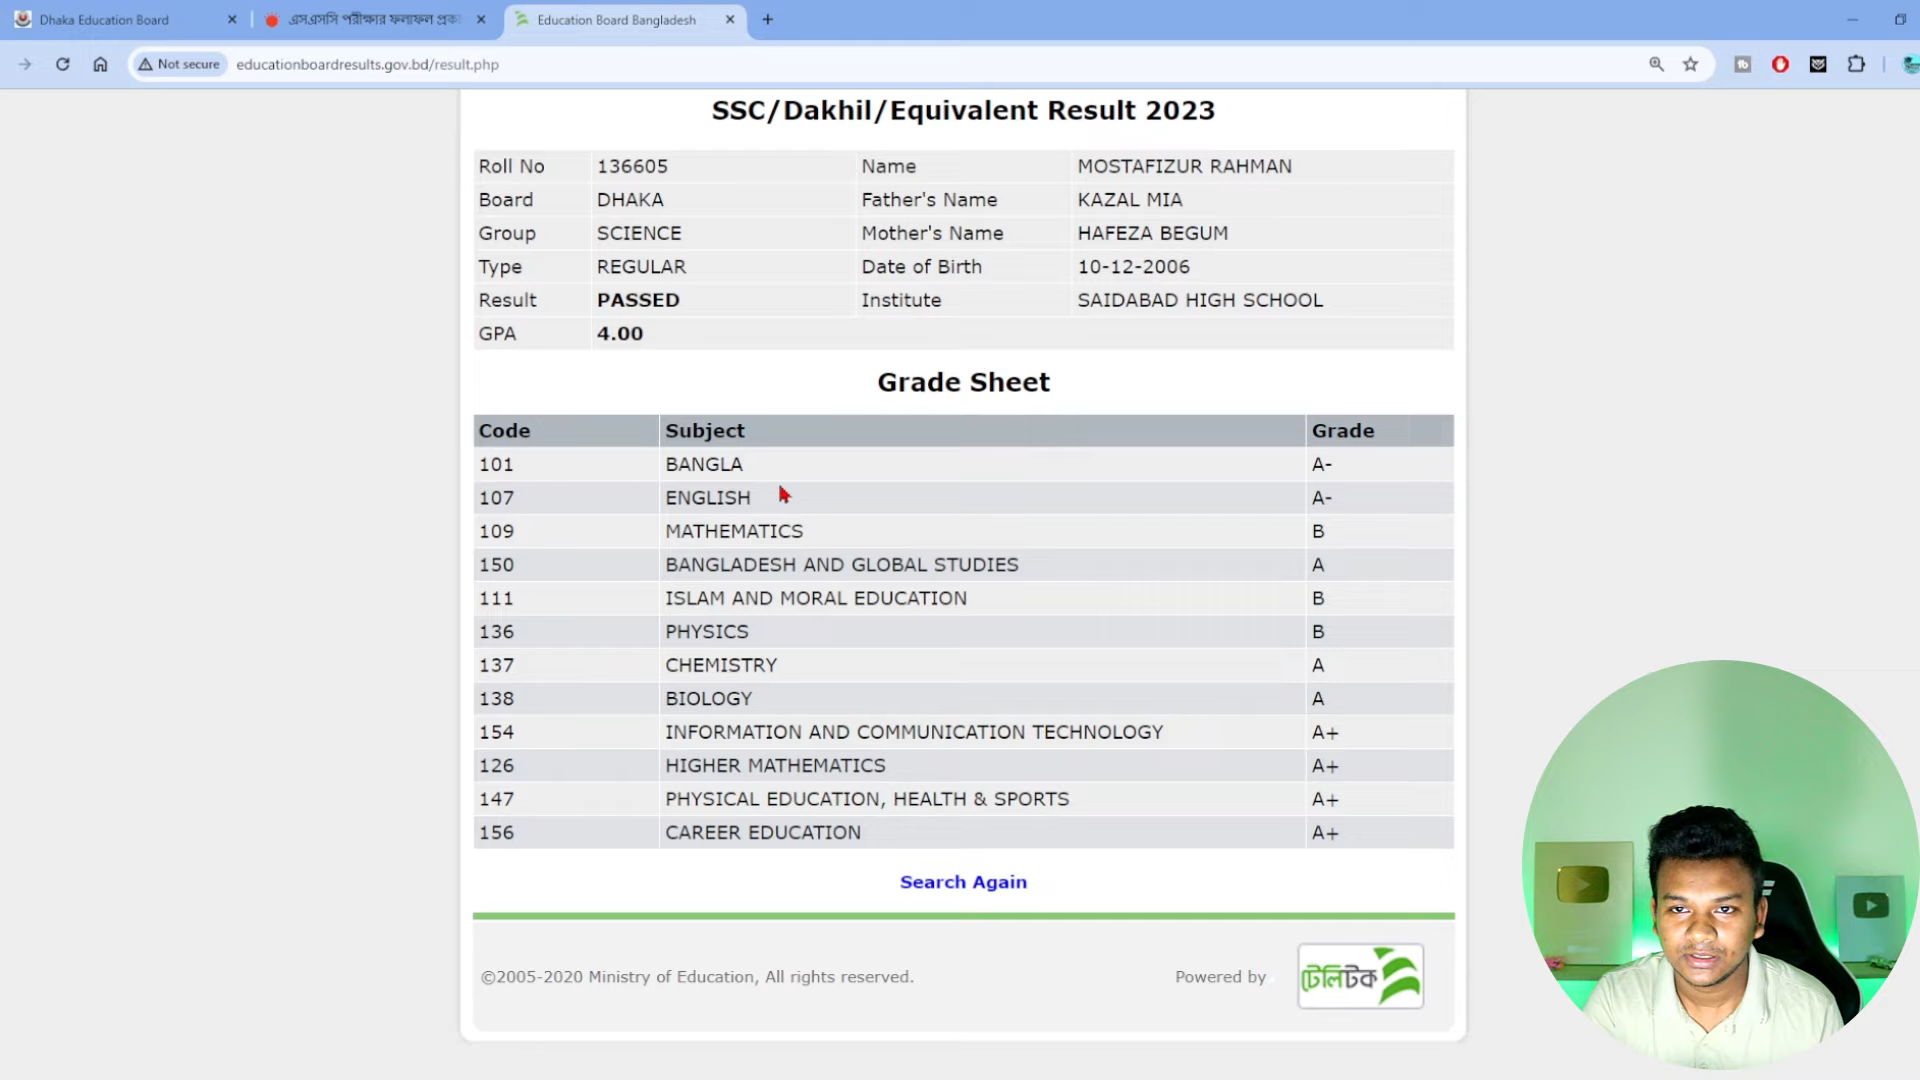 Dhaka Education Board
এসএসসি পরীক্ষার ফলাফল প্রক
Education Board Bangladesh
Not secure educationboardresults.gov.bd/result.php
SSC/Dakhil/Equivalent Result 2023
Roll No 136605 Name MOSTAFIZUR RAHMAN
Board DHAKA Father's Name KAZAL MIA
Group SCIENCE Mother's Name HAFEZA BEGUM
Type REGULAR Date of Birth 10-12-2006
Result PASSED Institute SAIDABAD HIGH SCHOOL
GPA 4.00
Grade Sheet
Code Subject Grade
101 BANGLA A-
107 ENGLISH A-
109 MATHEMATICS B
150 BANGLADESH AND GLOBAL STUDIES A
111 ISLAM AND MORAL EDUCATION B
136 PHYSICS B
137 CHEMISTRY A
138 BIOLOGY A
154 INFORMATION AND COMMUNICATION TECHNOLOGY A+
126 HIGHER MATHEMATICS A+
147 PHYSICAL EDUCATION, HEALTH & SPORTS A+
156 CAREER EDUCATION A+
Search Again
©2005-2020 Ministry of Education, All rights reserved. Powered by টেলিটক